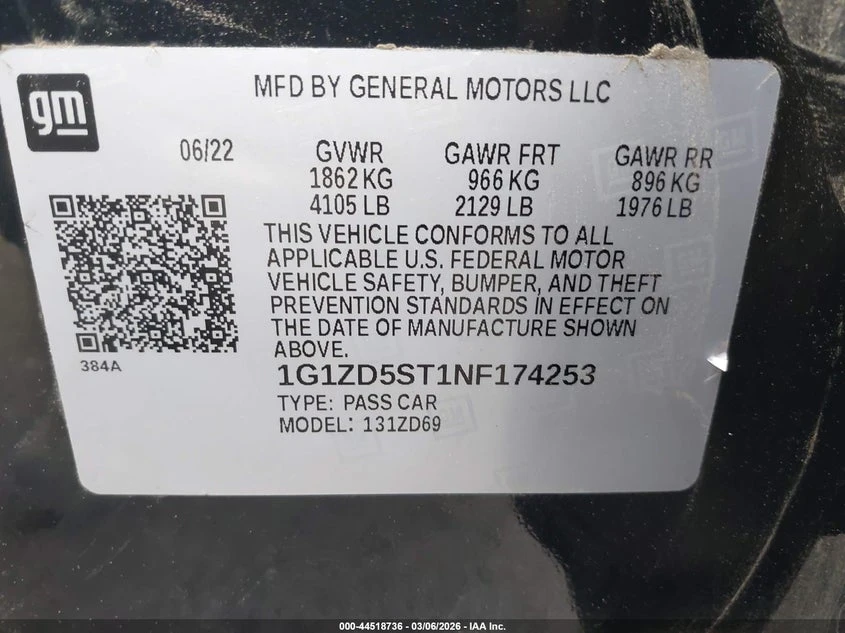 gm
MFD BY GENERAL MOTORS LLC
06/22 GVWR GAWR FRT GAWR RR
1862 KG 966 KG 896 KG
4105 LB 2129 LB 1976 LB
THIS VEHICLE CONFORMS TO ALL
APPLICABLE U.S. FEDERAL MOTOR
VEHICLE SAFETY, BUMPER, AND THEFT
PREVENTION STANDARDS IN EFFECT ON
THE DATE OF MANUFACTURE SHOWN
ABOVE.
384A
1G1ZD5ST1NF174253
TYPE: PASS CAR
MODEL: 131ZD69
000-44518736 - 03/06/2026 - IAA Inc.